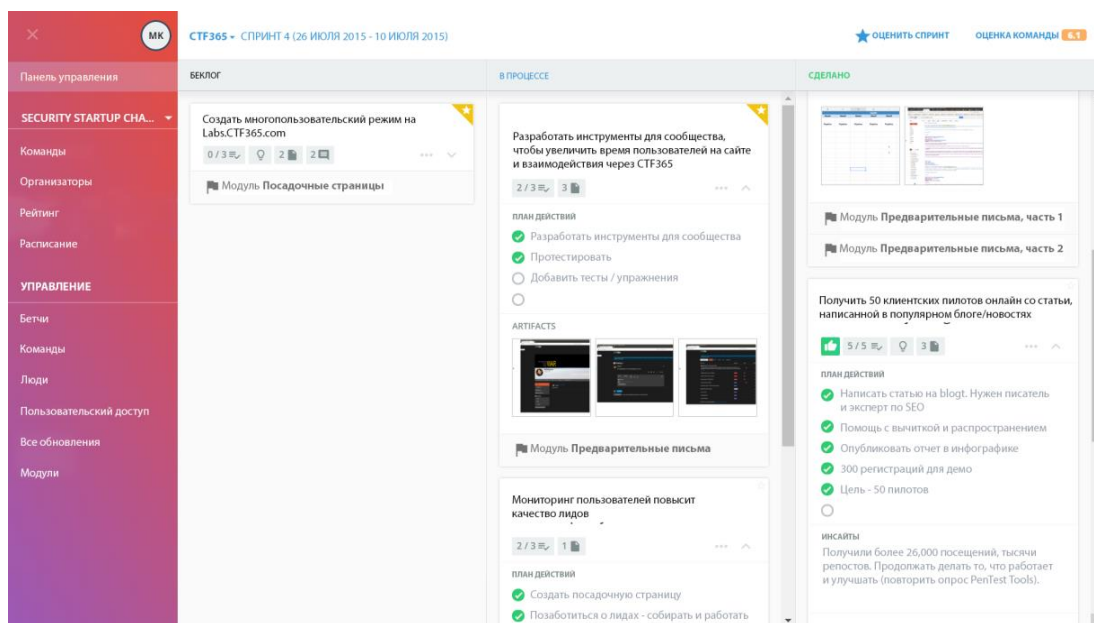 MK
CTF365 - СПРИНТ 4 (26 ИЮЛЯ 2015 - 10 ИЮЛЯ 2015)
ОЦЕНИТЬ СПРИНТ
ОЦЕНКА КОМАНДЫ 6.1
Панель управления
SECURITY STARTUP CHA...
Команды
Организаторы
Рейтинг
Расписание
УПРАВЛЕНИЕ
Бетчи
Команды
Люди
Пользовательский доступ
Все обновления
Модули
БЕКЛОГ
Создать многопользовательский режим на
Labs.CTF365.com
0/3 2 2
Модуль Посадочные страницы
В ПРОЦЕССЕ
Разработать инструменты для сообщества,
чтобы увеличить время пользователей на сайте
и взаимодействия через CTF365
2/3 3
ПЛАН ДЕЙСТВИЙ
Разработать инструменты для сообщества
Протестировать
Добавить тесты / упражнения
ARTIFACTS
Модуль Предварительные письма
Мониторинг пользователей повысит
качество лидов
2/3 1
ПЛАН ДЕЙСТВИЙ
Создать посадочную страницу
Позаботиться о лидах - собирать и работать
СДЕЛАНО
Модуль Предварительные письма, часть 1
Модуль Предварительные письма, часть 2
Получить 50 клиентских пилотов онлайн со статьи,
написанной в популярном блоге/новостях
5/5 3
ПЛАН ДЕЙСТВИЙ
Написать статью на blogt. Нужен писатель
и эксперт по SEO
Помощь с вычиткой и распространением
Опубликовать отчет в инфографике
300 регистраций для демо
Цель - 50 пилотов
ИНСАЙТЫ
Получили более 26,000 посещений, тысячи
репостов. Продолжать делать то, что работает
и улучшать (повторить опрос PenTest Tools).